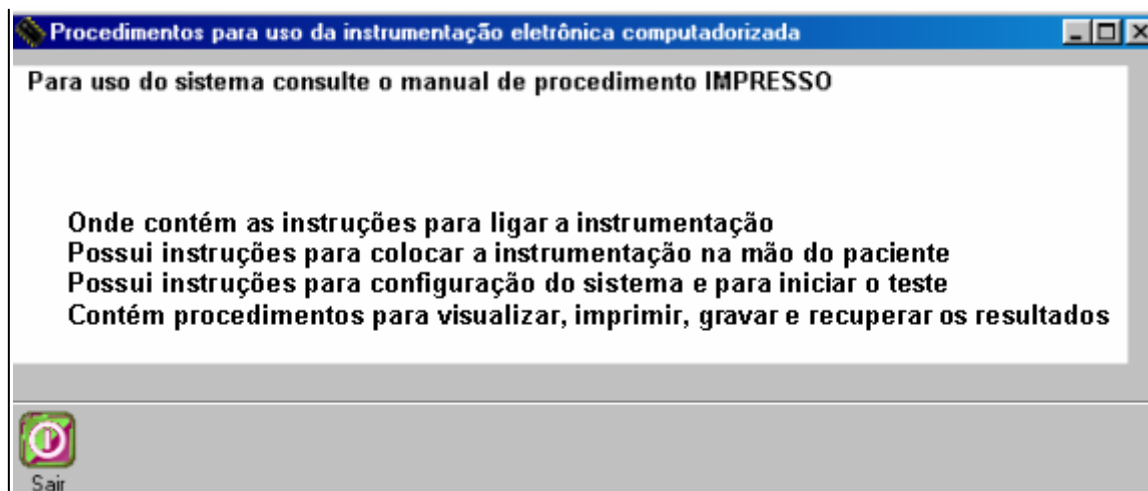 Procedimentos para uso da instrumentação eletrônica computadorizada
Para uso do sistema consulte o manual de procedimento IMPRESSO
Onde contém as instruções para ligar a instrumentação
Possui instruções para colocar a instrumentação na mão do paciente
Possui instruções para configuração do sistema e para iniciar o teste
Contém procedimentos para visualizar, imprimir, gravar e recuperar os resultados
Sair